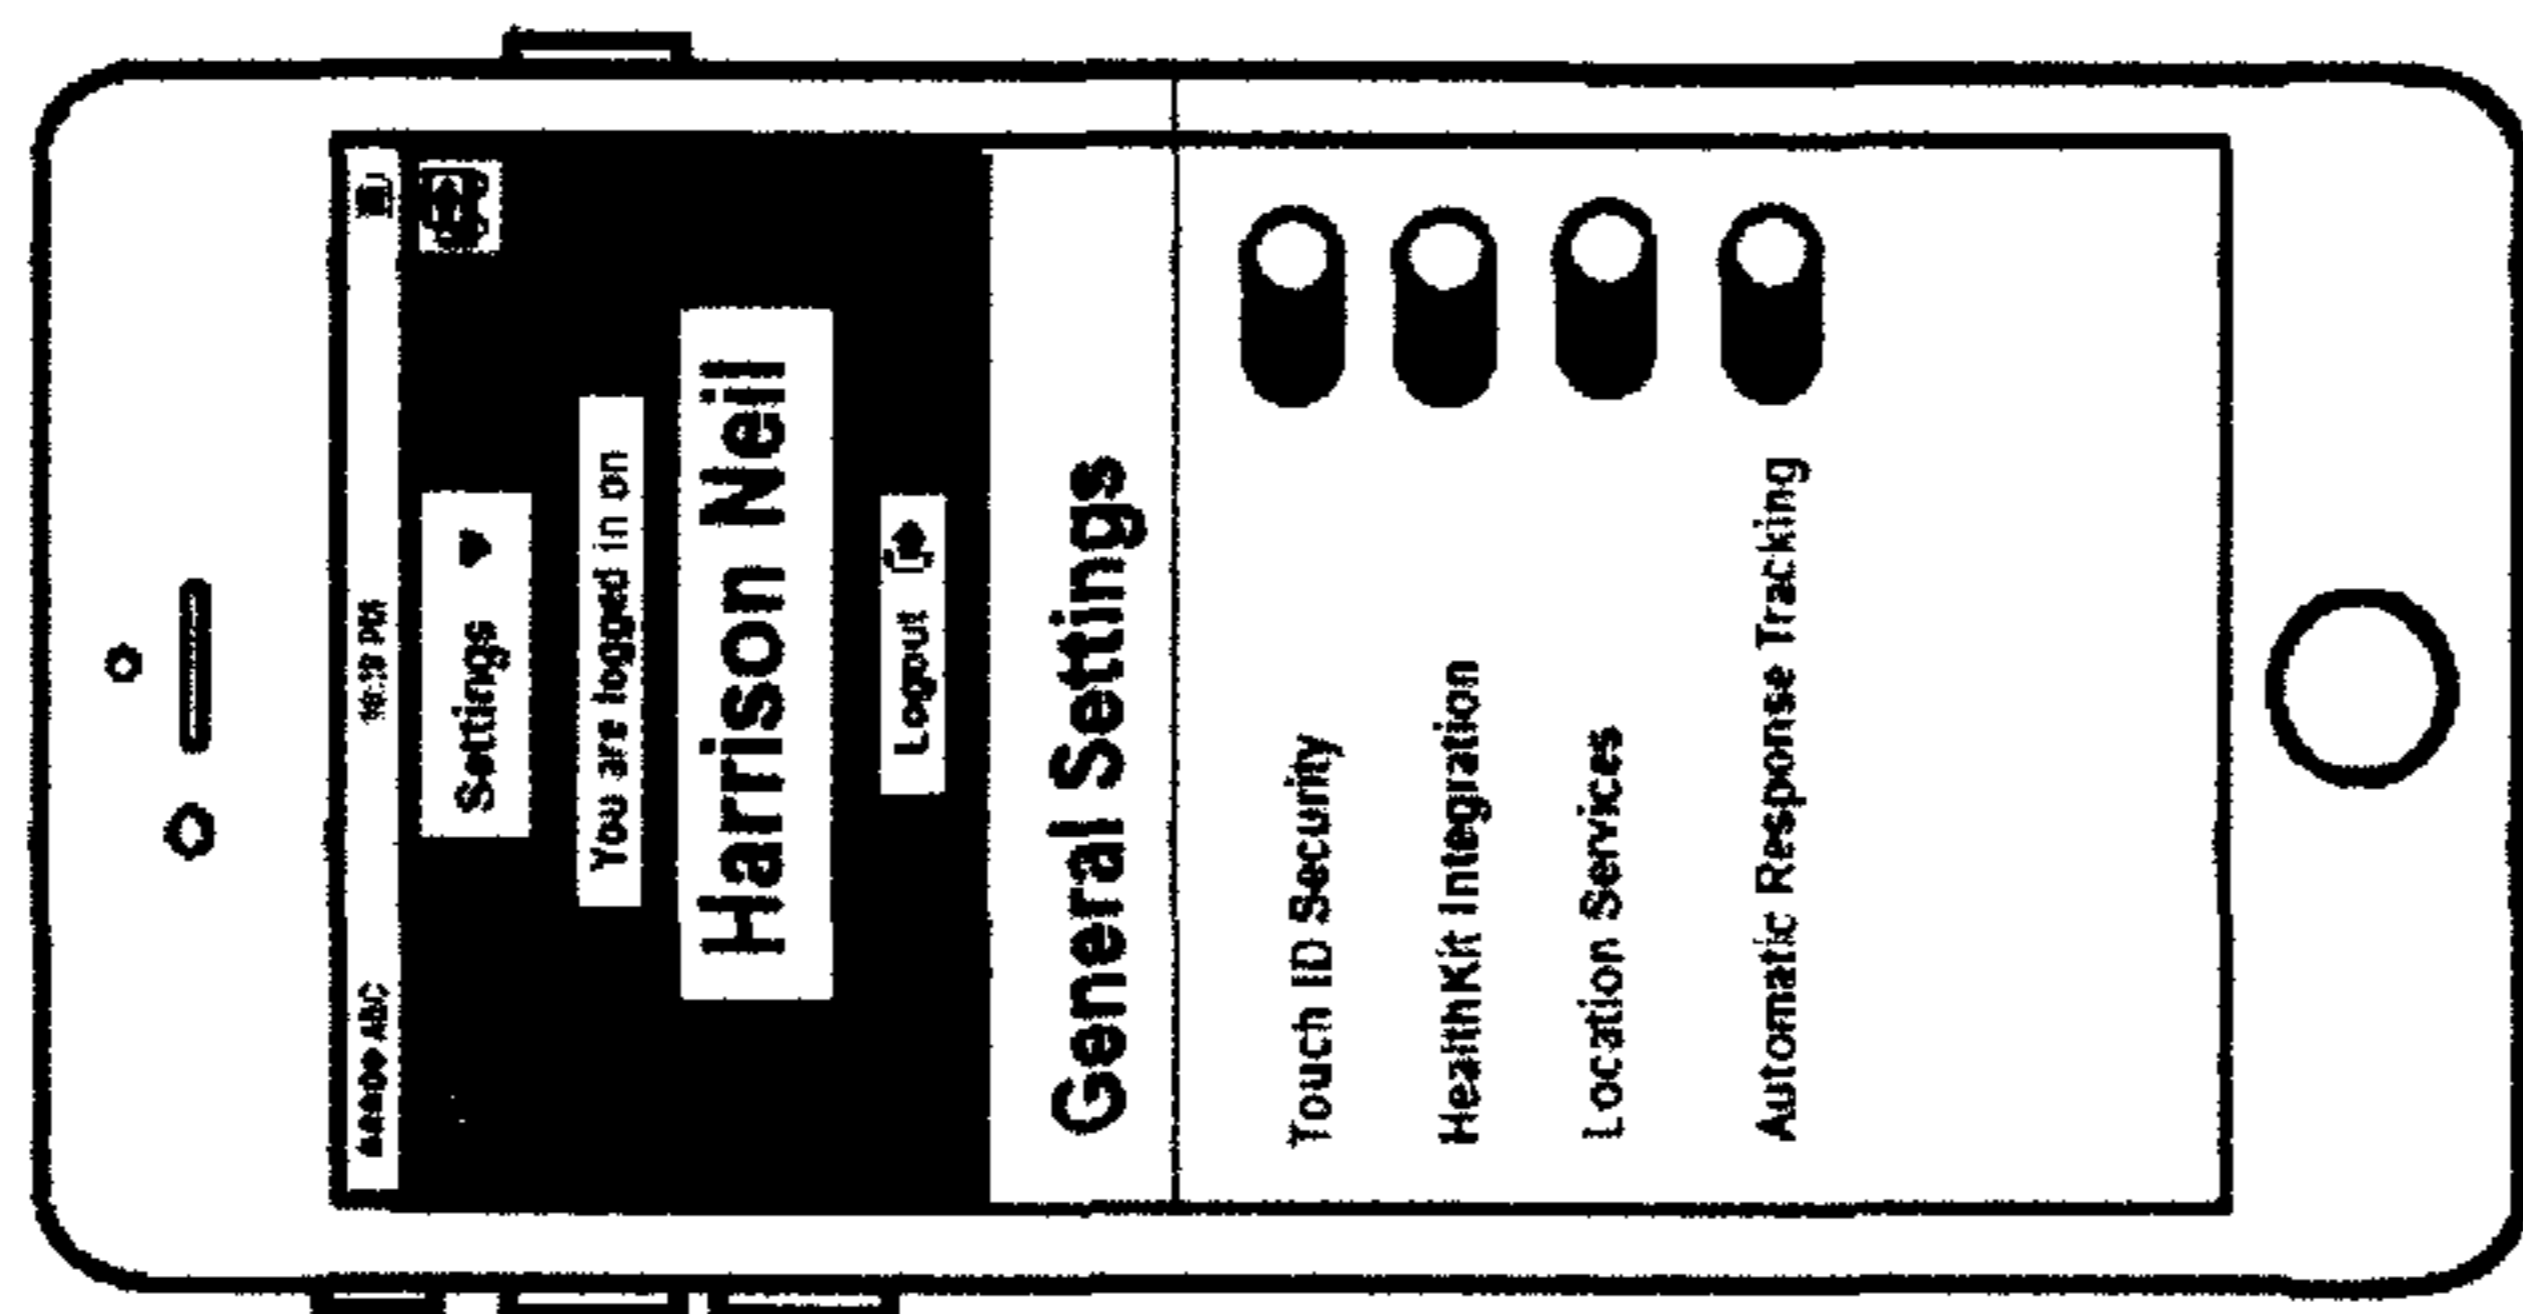 ABC
Settings
You are logged in on
Harrison Neil
Logout
General Settings
Touch ID Security
HealthKit Integration
Location Services
Automatic Response Tracking